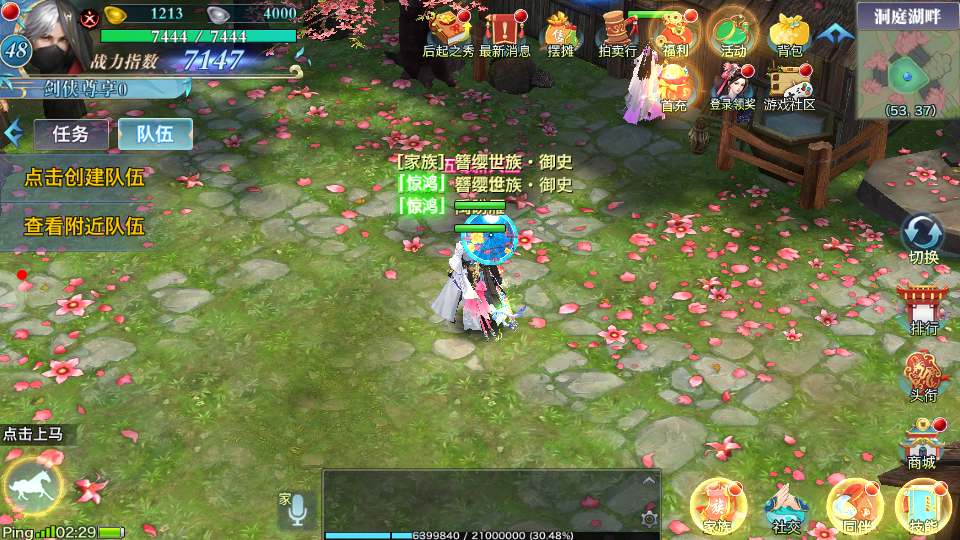 1213
4000
48
7444 / 7444
战力指数
7147
剑侠尊享0
后起之秀
最新消息
摆摊
拍卖行
福利
活动
背包
洞庭湖畔
首充
登录领奖
游戏社区
(53, 37)
任务
队伍
点击创建队伍
查看附近队伍
[家族] 簪缨世族·御史
[惊鸿] 簪缨世族·御史
[惊鸿]
切换
排行
头衔
商城
点击上马
家
家族
社交
同伴
技能
Ping
02:29
6399840 / 21000000 (30.48%)